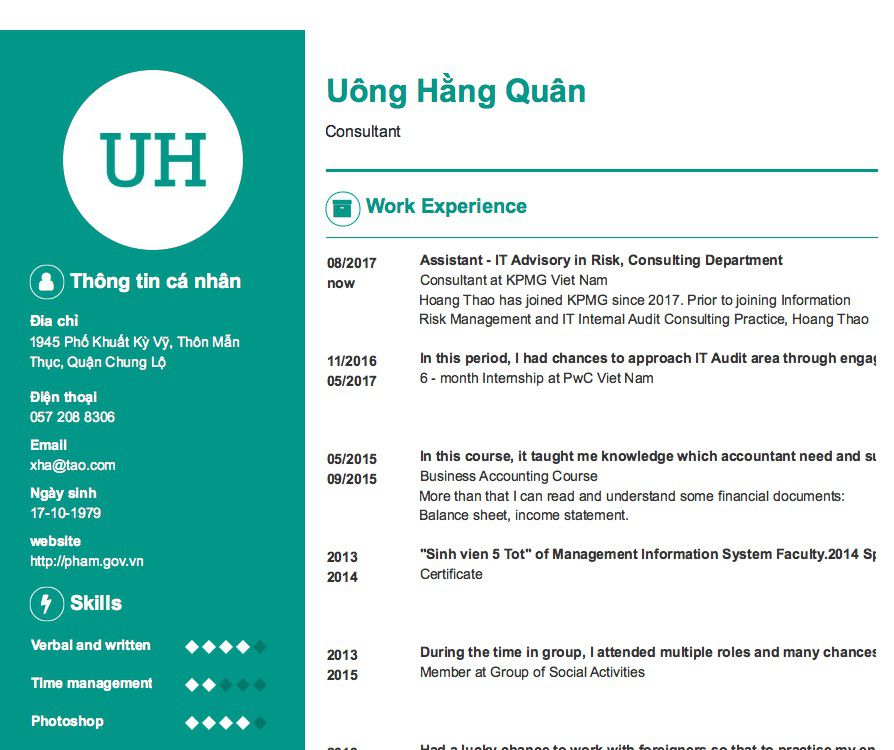 UH
Thông tin cá nhân
Địa chỉ
1945 Phố Khuất Kỳ Vỹ, Thôn Mẫn
Thục, Quận Chung Lộ
Điện thoại
057 208 8306
Email
xha@tao.com
Ngày sinh
17-10-1979
website
http://pham.gov.vn
Skills
Verbal and written
Time management
Photoshop
Uông Hằng Quân
Consultant
Work Experience
08/2017
now
Assistant - IT Advisory in Risk, Consulting Department
Consultant at KPMG Viet Nam
Hoang Thao has joined KPMG since 2017. Prior to joining Information
Risk Management and IT Internal Audit Consulting Practice, Hoang Thao
11/2016
05/2017
In this period, I had chances to approach IT Audit area through engag
6 - month Internship at PwC Viet Nam
05/2015
09/2015
In this course, it taught me knowledge which accountant need and su
Business Accounting Course
More than that I can read and understand some financial documents:
Balance sheet, income statement.
2013
2014
"Sinh vien 5 Tot" of Management Information System Faculty.2014 Sp
Certificate
2013
2015
During the time in group, I attended multiple roles and many chances
Member at Group of Social Activities
Had a lucky chance to work with foreigners so that to practise my en